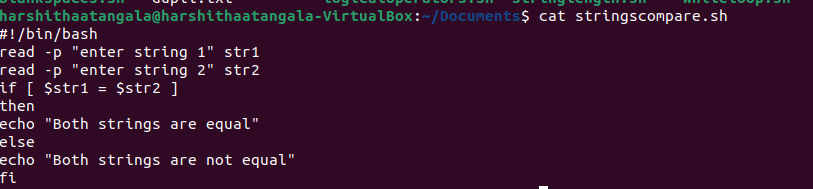 harshithaatangala@harshithaatangala-VirtualBox:~/Documents$ cat stringscompare.sh
#!/bin/bash
read -p "enter string 1" str1
read -p "enter string 2" str2
if [ $str1 = $str2 ]
then
echo "Both strings are equal"
else
echo "Both strings are not equal"
fi